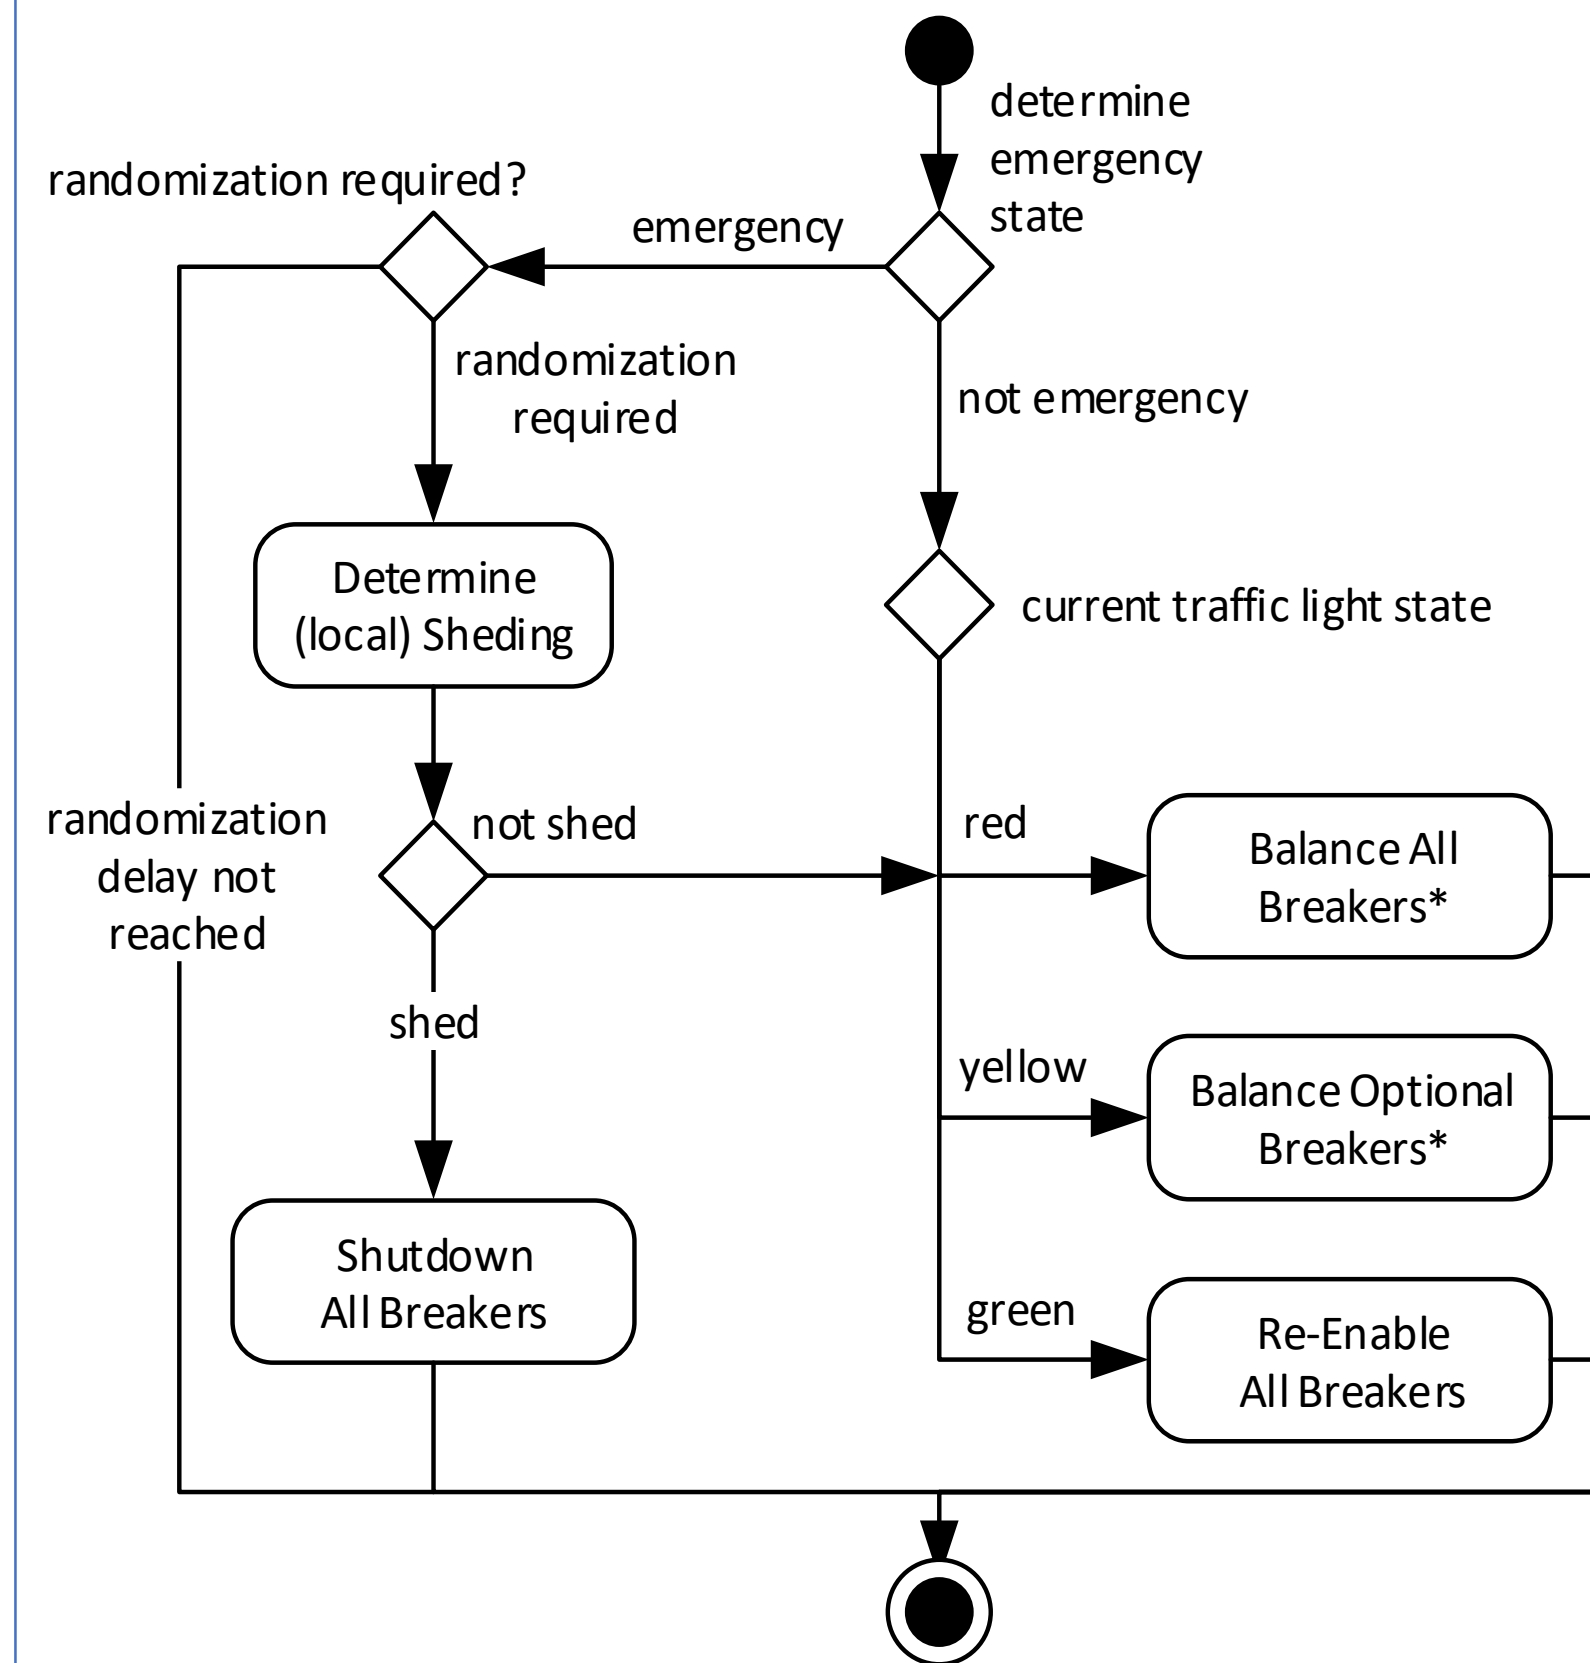 determine
emergency
state
randomization required?
emergency
randomization
required
not emergency
Determine
(local) Sheding
current traffic light state
randomization
delay not
reached
not shed
red
Balance All
Breakers*
shed
yellow
Balance Optional
Breakers*
Shutdown
All Breakers
green
Re-Enable
All Breakers